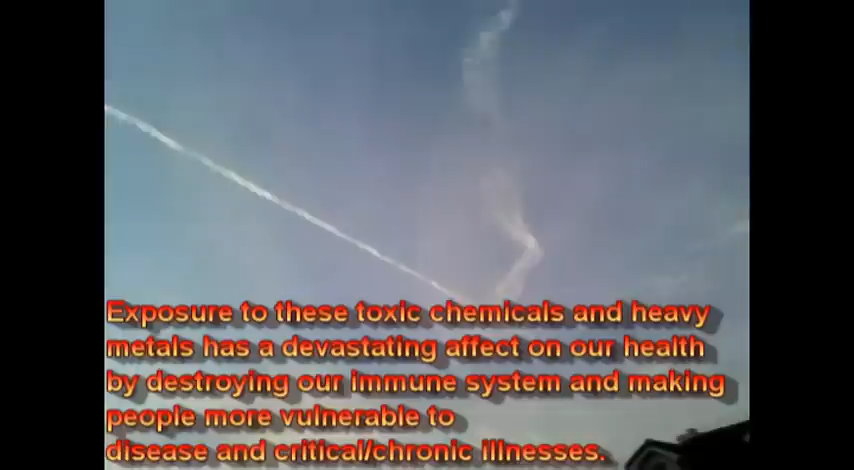 Exposure to these toxic chemicals and heavy
metals has a devastating affect on our health
by destroying our immune system and making
people more vulnerable to
disease and critical/chronic illnesses.